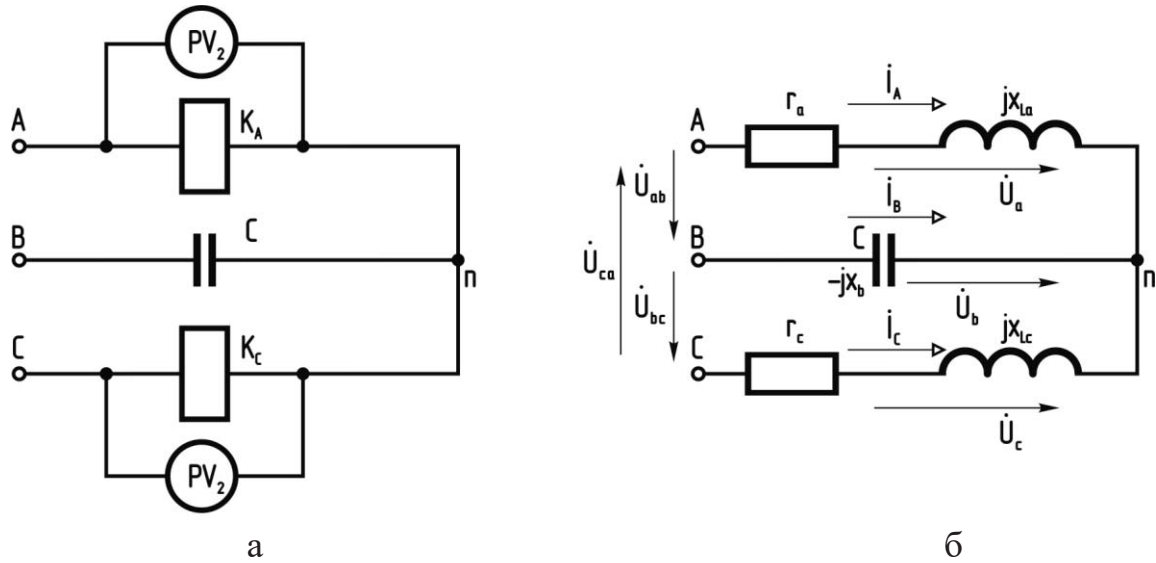 PV₂
A
K_A
B
C
n
C
K_C
PV₂
а
A
r_a
İ_A
jx_La
U̇_ab
U̇_a
İ_B
B
C
U̇_ca
-jx_b
U̇_b
n
U̇_bc
C
r_c
İ_C
jx_Lc
U̇_c
б